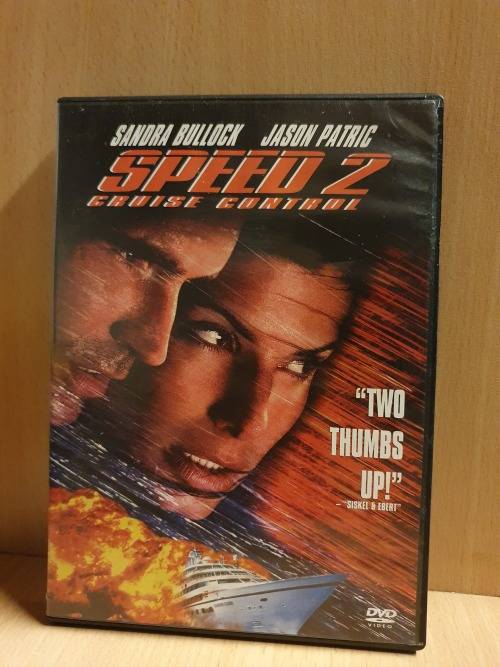 SANDRA BULLOCK JASON PATRIC
SPEED 2
CRUISE CONTROL
“TWO
THUMBS
UP!”
– “SISKEL & EBERT”
DVD
VIDEO